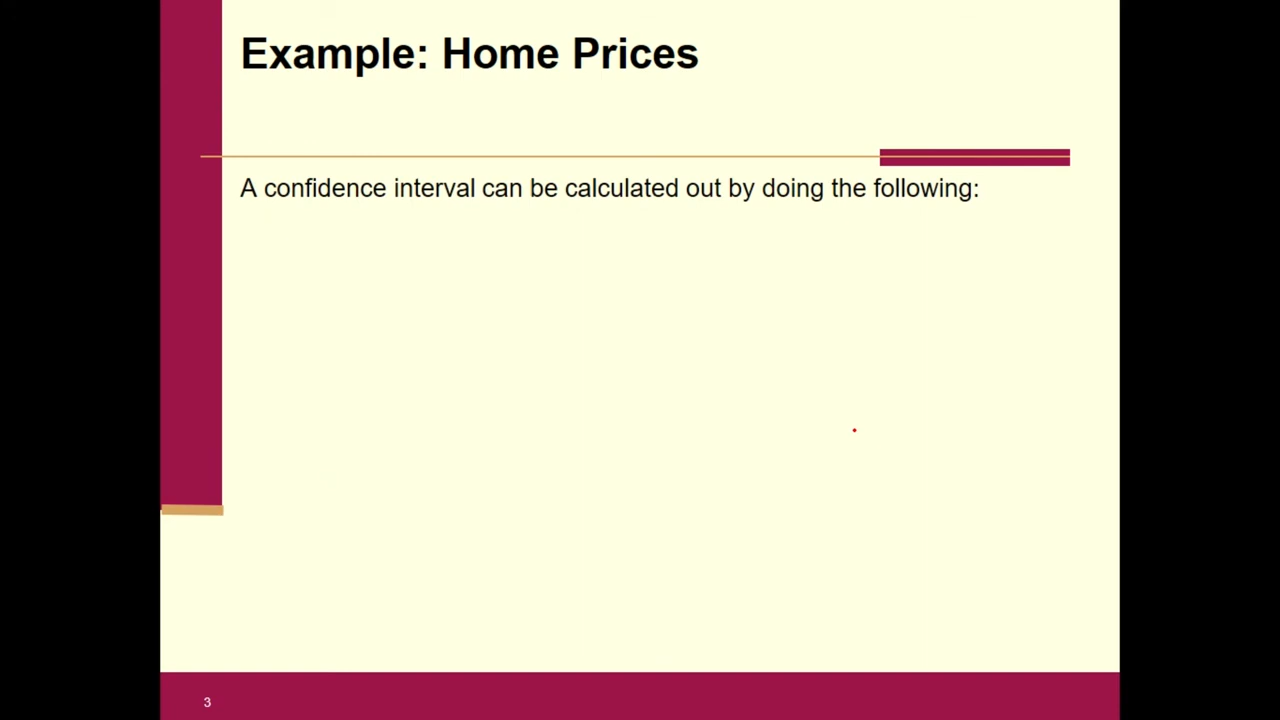 Example: Home Prices
A confidence interval can be calculated out by doing the following:
3